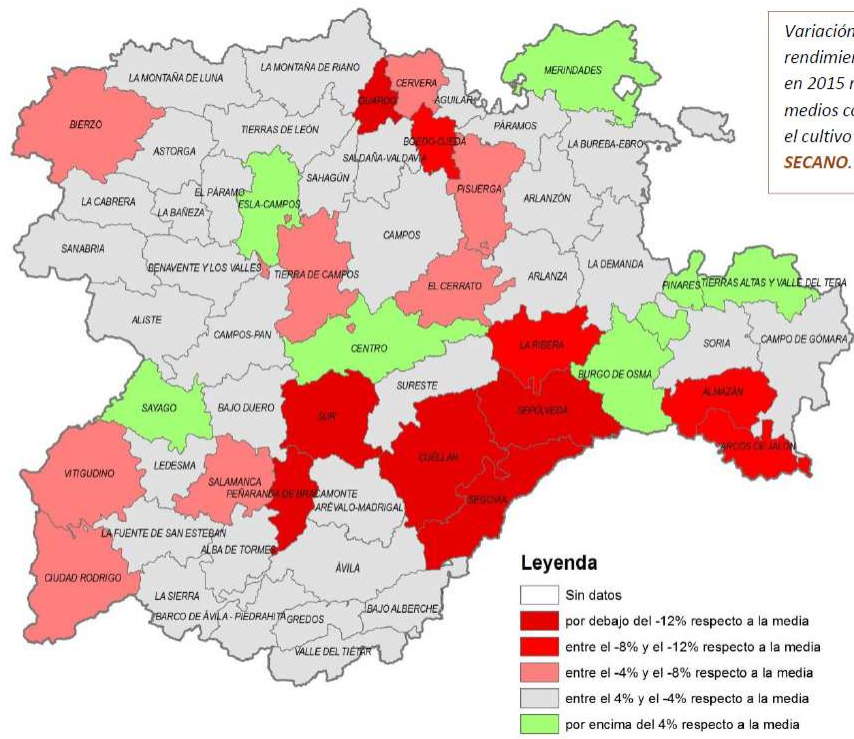 Variación
rendimie
en 2015 r
medios co
el cultivo
SECANO.
LA MONTAÑA DE LUNA
LA MONTAÑA DE RIAÑO
GUARDO
CERVERA
AGUILAR
MERINDADES
BIERZO
ASTORGA
TIERRAS DE LEÓN
BOEDO-OJEDA
PÁRAMOS
LA BUREBA-EBRO
SALDAÑA-VALDAVIA
SAHAGÚN
LA CABRERA
EL PÁRAMO
LA BAÑEZA
ESLA-CAMPOS
PISUERGA
ARLANZÓN
CAMPOS
SANABRIA
BENAVENTE Y LOS VALLES
TIERRA DE CAMPOS
EL CERRATO
ARLANZA
LA DEMANDA
PINARES
TIERRAS ALTAS Y VALLE DEL TERA
ALISTE
CAMPOS-PAN
CENTRO
LA RIBERA
SORIA
CAMPO DE GÓMARA
BURGO DE OSMA
SURESTE
SAYAGO
BAJO DUERO
SUR
SEPÚLVEDA
ALMAZÁN
ARCOS DE JALÓN
CUÉLLAR
VITIGUDINO
LEDESMA
SALAMANCA
PEÑARANDA DE BRACAMONTE
ARÉVALO-MADRIGAL
SEGOVIA
LA FUENTE DE SAN ESTEBAN
ALBA DE TORMES
CIUDAD RODRIGO
ÁVILA
LA SIERRA
BARCO DE ÁVILA - PIEDRAHITA
GREDOS
BAJO ALBERCHE
VALLE DEL TIÉTAR
Leyenda
Sin datos
por debajo del -12% respecto a la media
entre el -8% y el -12% respecto a la media
entre el -4% y el -8% respecto a la media
entre el 4% y el -4% respecto a la media
por encima del 4% respecto a la media